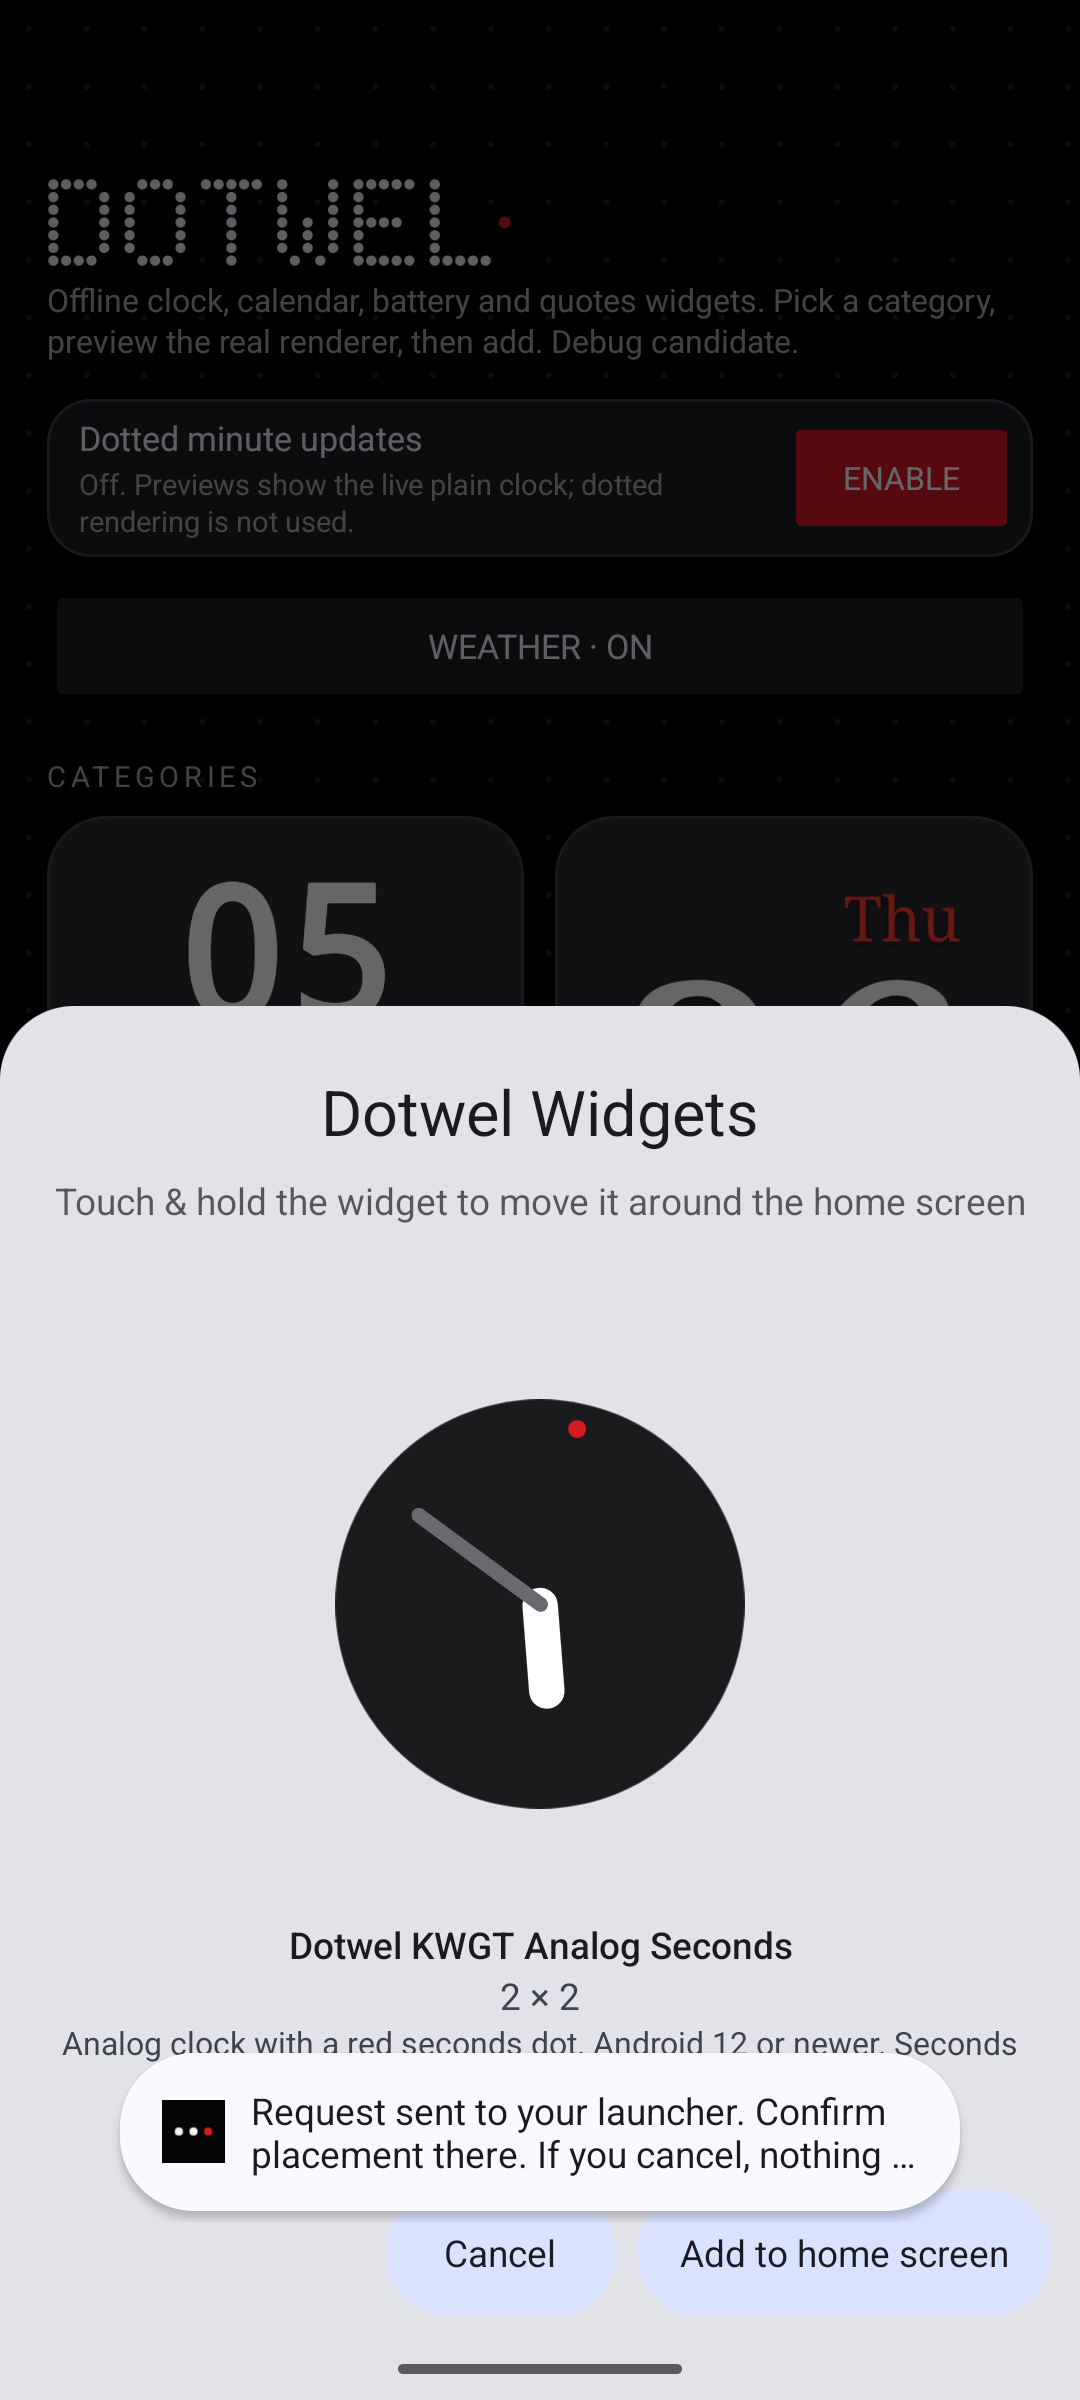 DOTWEL
Offline clock, calendar, battery and quotes widgets. Pick a category,
preview the real renderer, then add. Debug candidate.
Dotted minute updates
Off. Previews show the live plain clock; dotted
rendering is not used.
ENABLE
WEATHER · ON
CATEGORIES
05
Thu
Dotwel Widgets
Touch & hold the widget to move it around the home screen
Dotwel KWGT Analog Seconds
2 × 2
Analog clock with a red seconds dot. Android 12 or newer. Seconds
Request sent to your launcher. Confirm
placement there. If you cancel, nothing ...
Cancel
Add to home screen